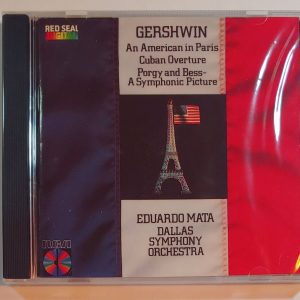 RED SEAL
DIGITAL
GERSHWIN
An American in Paris
Cuban Overture
Porgy and Bess-
A Symphonic Picture
EDUARDO MATA
DALLAS
SYMPHONY
ORCHESTRA
RCA